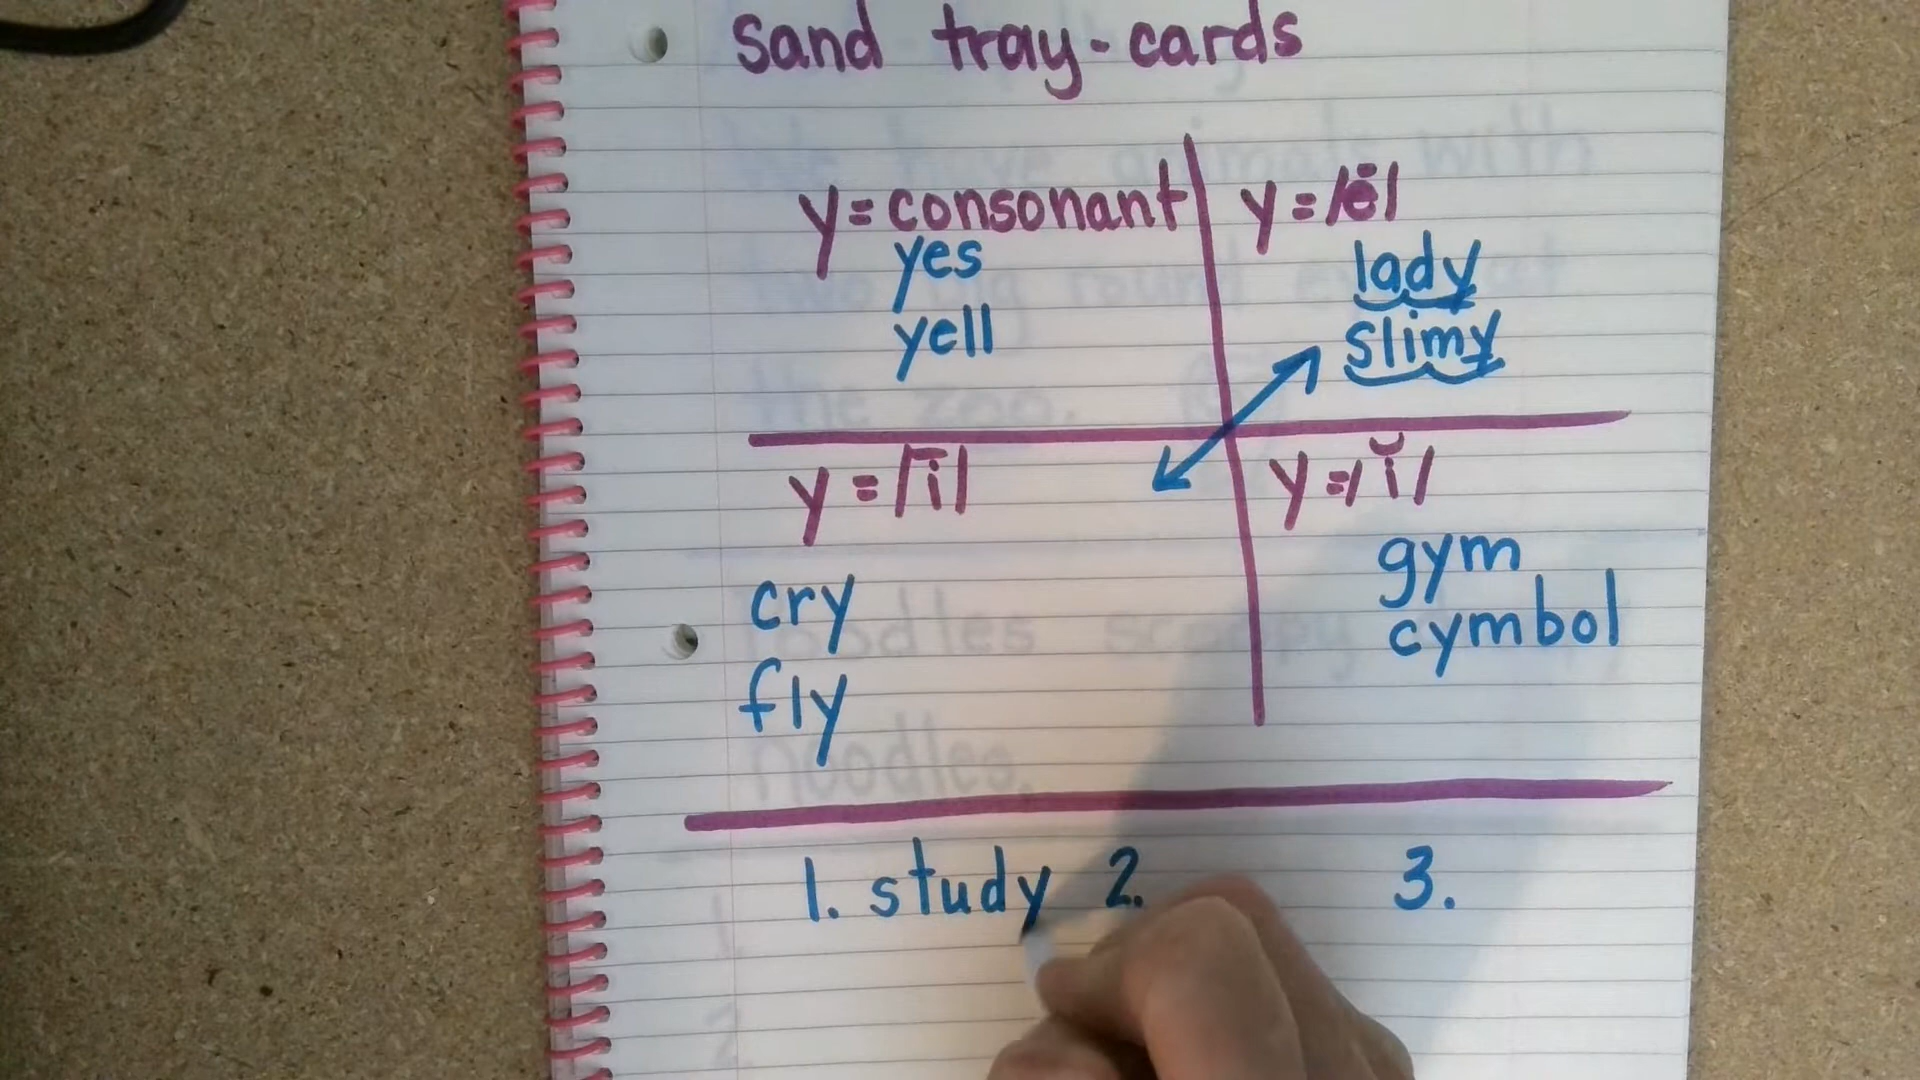 sand tray-cards
y=consonant
yes
yell
y=/ē/
lady
slimy
y=/ī/
cry
fly
y=/ĭ/
gym
cymbol
1. study 2. 3.